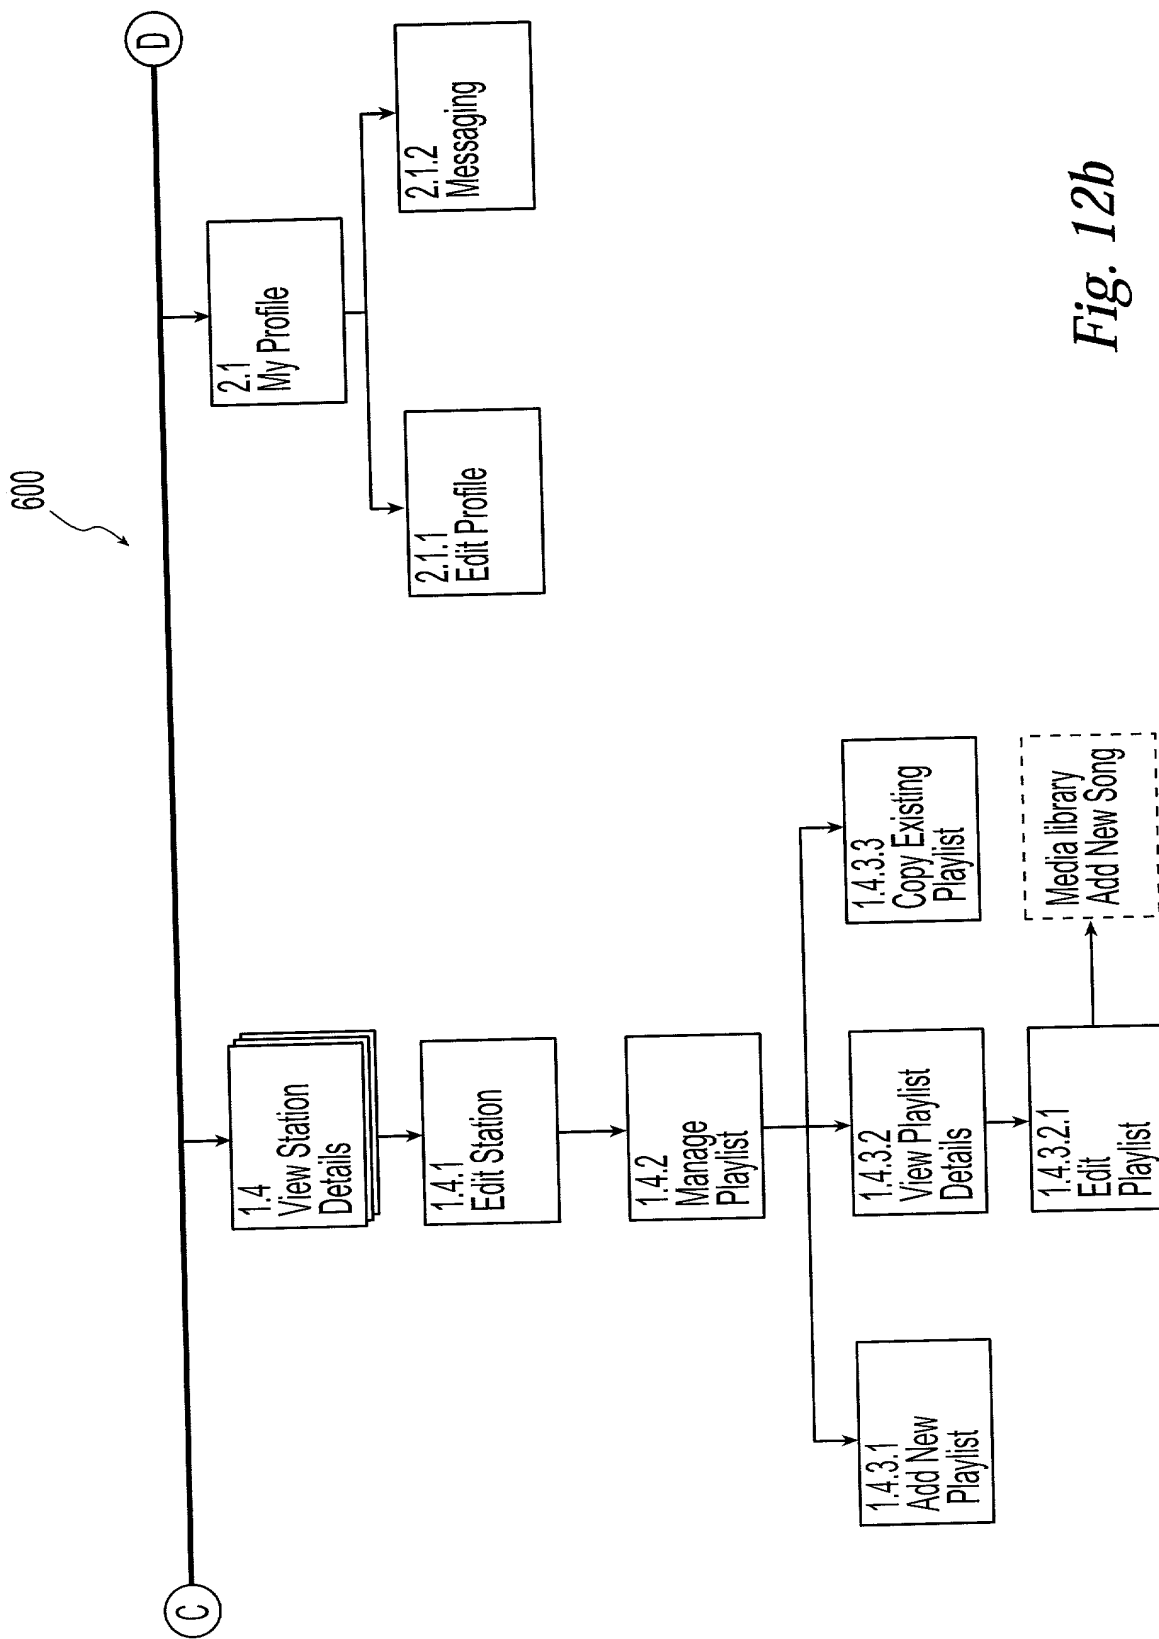 600
C
D
1.4
View Station
Details
2.1
My Profile
1.4.1
Edit Station
2.1.1
Edit Profile
2.1.2
Messaging
1.4.2
Manage
Playlist
1.4.3.1
Add New
Playlist
1.4.3.2
View Playlist
Details
1.4.3.3
Copy Existing
Playlist
1.4.3.2.1
Edit
Playlist
Media library
Add New Song
Fig. 12b